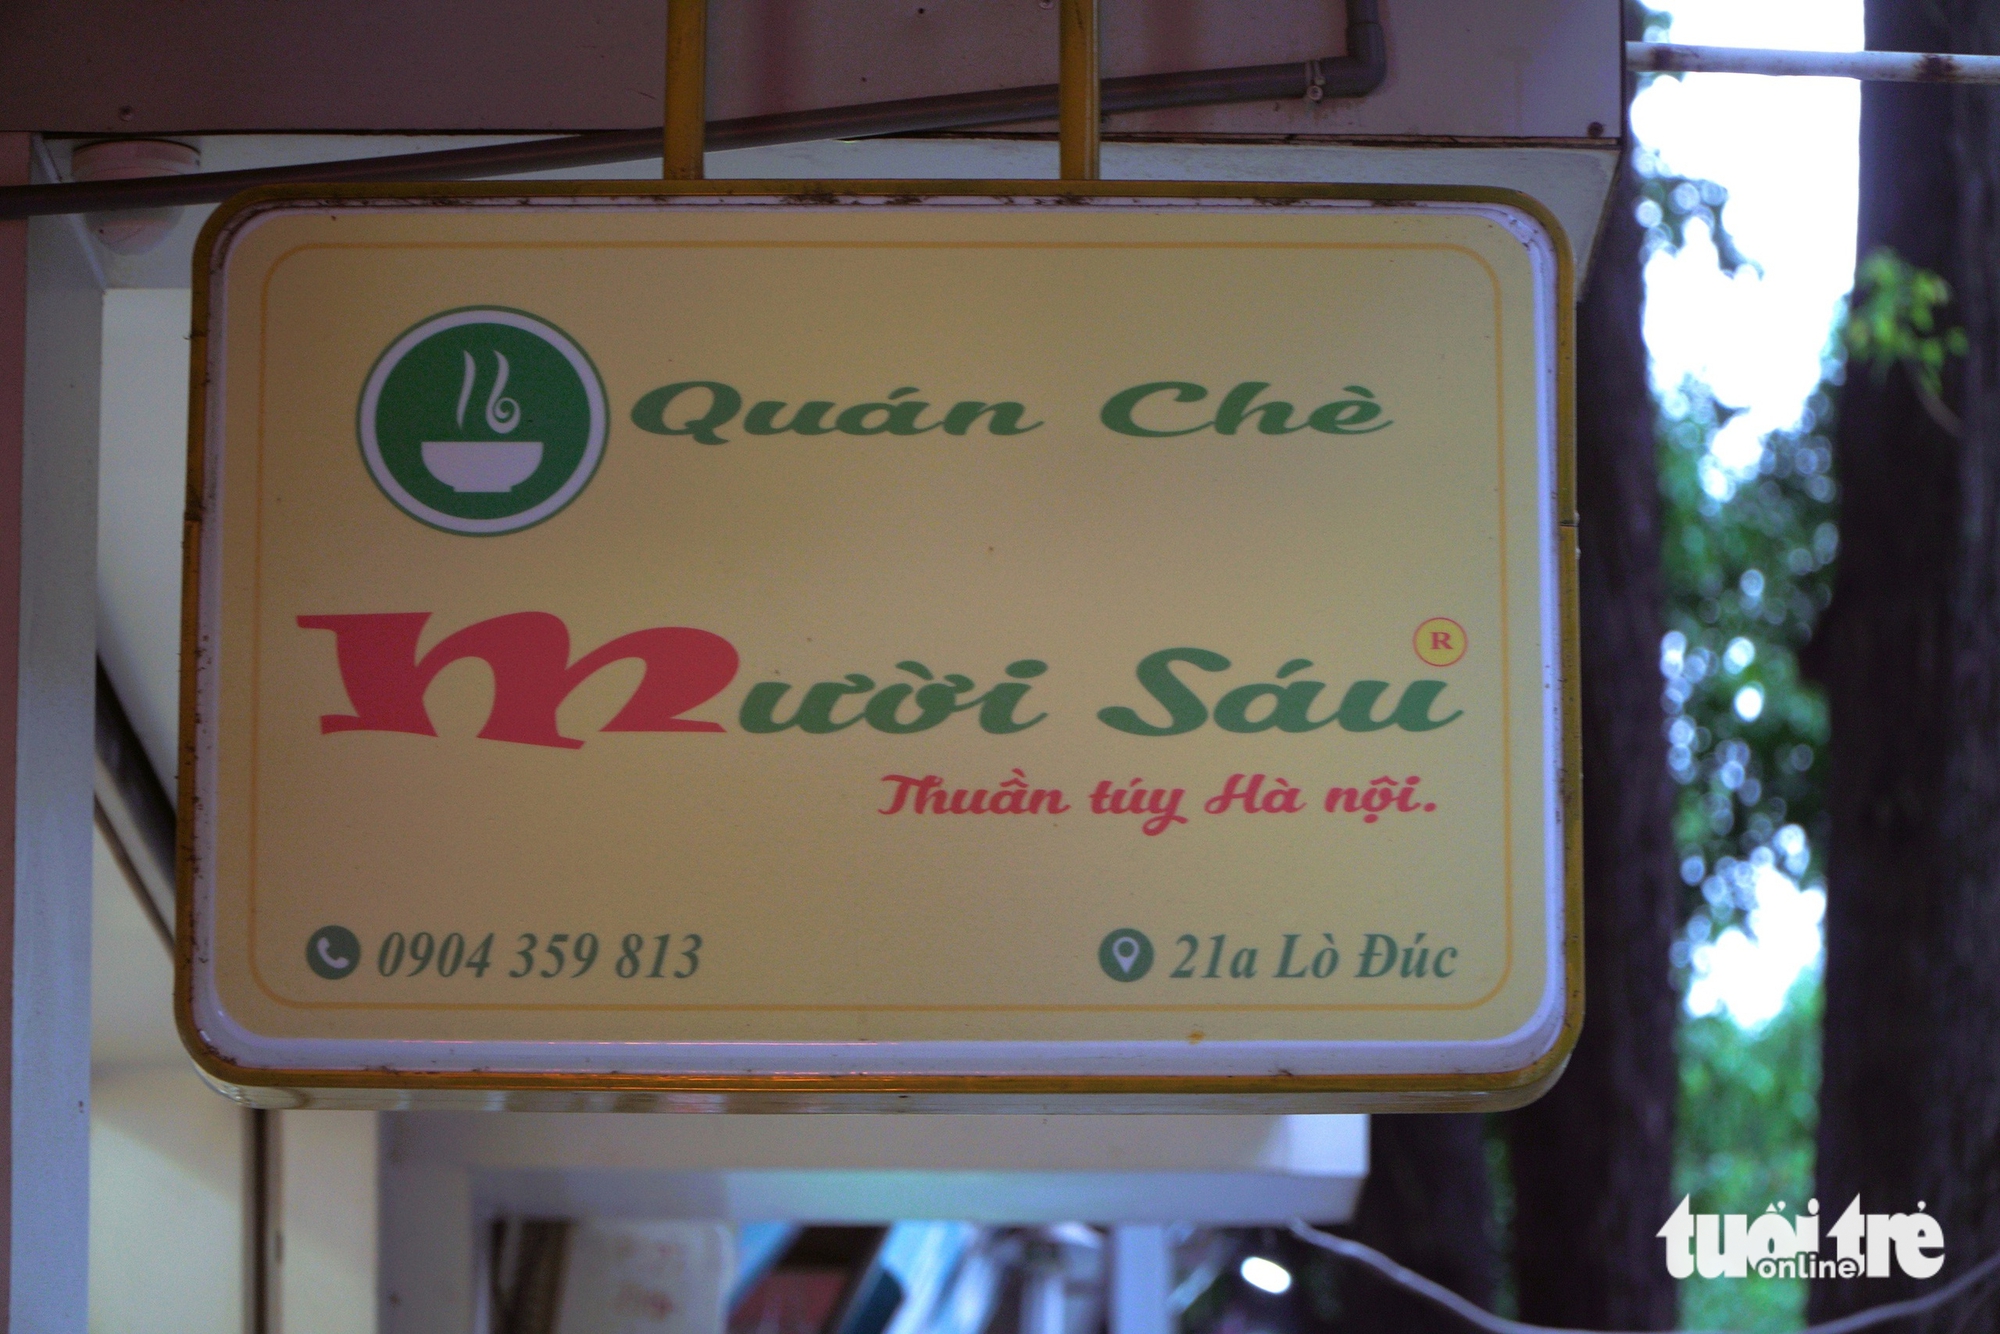 Quán Chè
Mười Sáu
R
Thuần túy Hà nội.
0904 359 813
21a Lò Đúc
tuổi trẻ
online